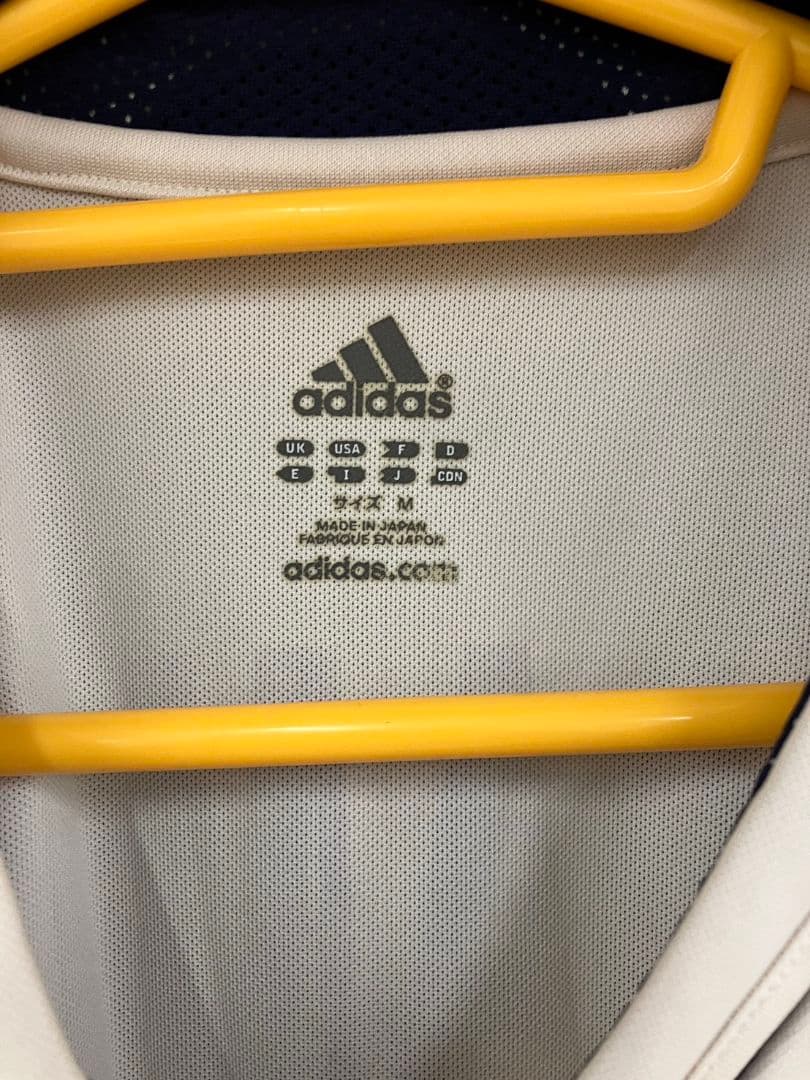 adidas®
UK USA F D
E I J CDN
サイズ M
MADE IN JAPAN
FABRIQUE EN JAPON
adidas.com